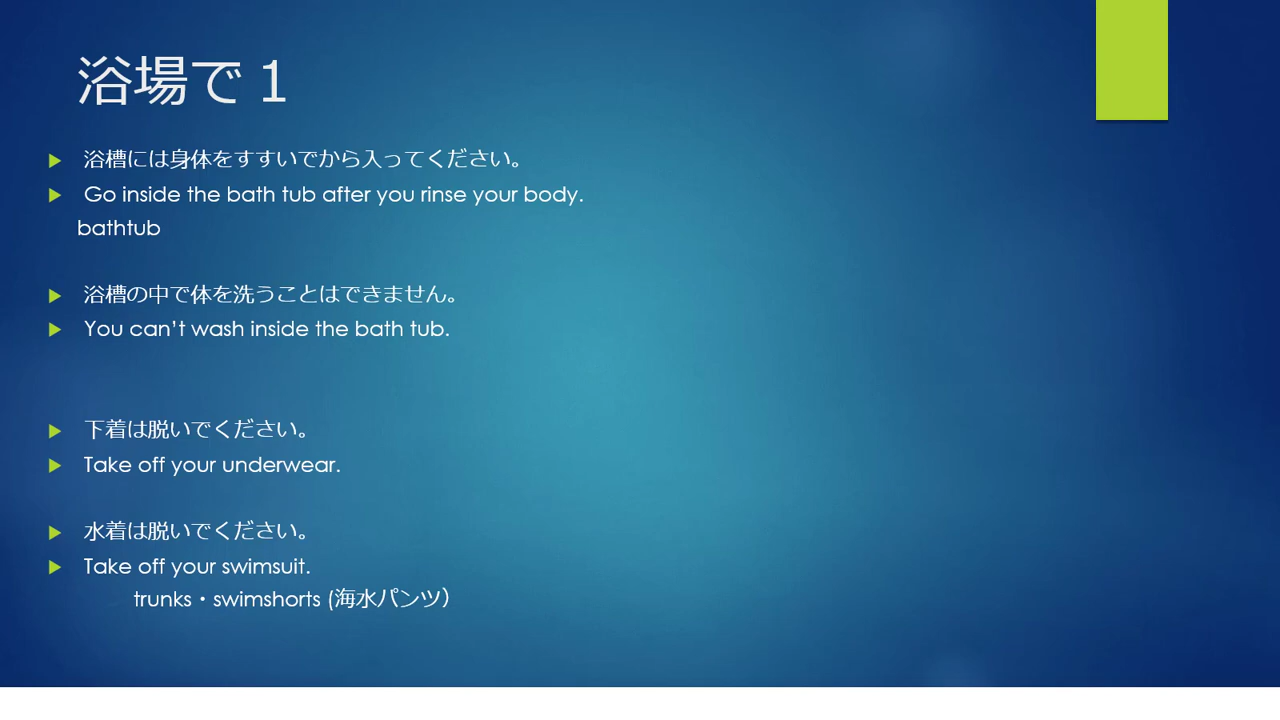 浴場で１
浴槽には身体をすすいでから入ってください。
Go inside the bath tub after you rinse your body.
bathtub
浴槽の中で体を洗うことはできません。
You can’t wash inside the bath tub.
下着は脱いでください。
Take off your underwear.
水着は脱いでください。
Take off your swimsuit.
trunks・swimshorts (海水パンツ）